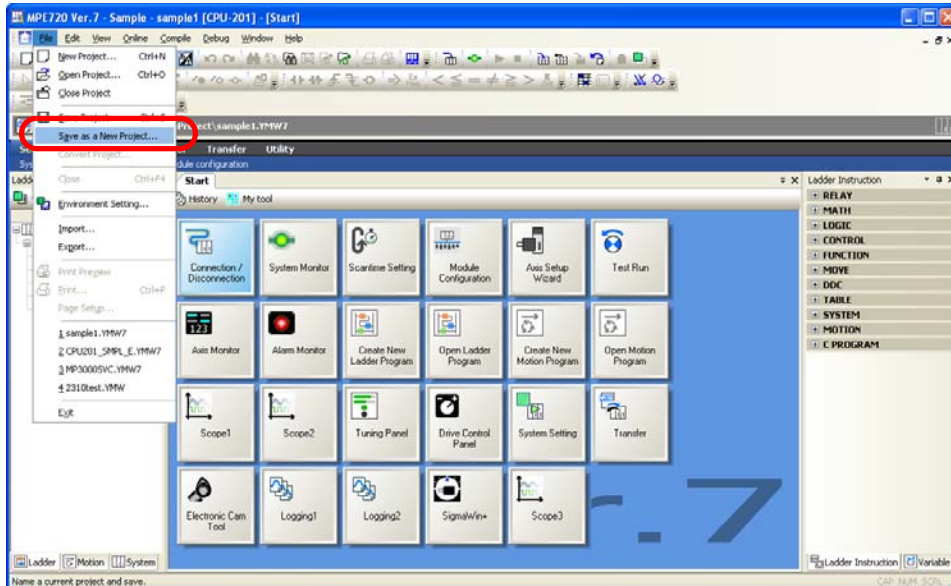 MPE720 Ver.7 - Sample - sample1 [CPU-201] - [Start]
File Edit View Online Compile Debug Window Help
New Project... Ctrl+N
Open Project... Ctrl+O
Close Project
Save as a New Project...
Convert Project...
Close Ctrl+F4
Environment Setting...
Import...
Export...
Print Preview
Print... Ctrl+P
Page Setup...
1 sample1.YMW7
2 CPU201_SMPL_E.YMW7
3 MP3000SVC.YMW7
4 2310test.YMW
Exit
Project\sample1.YMW7
Transfer Utility
dule configuration
Start
History My tool
Connection / Disconnection
System Monitor
Scantime Setting
Module Configuration
Axis Setup Wizard
Test Run
Axis Monitor
Alarm Monitor
Create New Ladder Program
Open Ladder Program
Create New Motion Program
Open Motion Program
Scope1
Scope2
Tuning Panel
Drive Control Panel
System Setting
Transfer
Electronic Cam Tool
Logging1
Logging2
SigmaWin+
Scope3
r.7
Ladder Instruction
RELAY
MATH
LOGIC
CONTROL
FUNCTION
MOVE
DDC
TABLE
SYSTEM
MOTION
C PROGRAM
Ladder Motion System
Ladder Instruction Variable
Name a current project and save.
CAP NUM SCRL